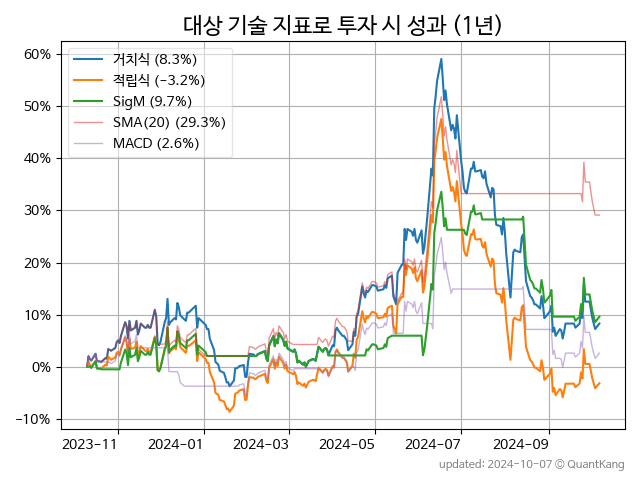 대상 기술 지표로 투자 시 성과 (1년)
60%
50%
40%
30%
20%
10%
0%
−10%
거치식 (8.3%)
적립식 (−3.2%)
SigM (9.7%)
SMA(20) (29.3%)
MACD (2.6%)
2023-11 2024-01 2024-03 2024-05 2024-07 2024-09
updated: 2024-10-07 © QuantKang